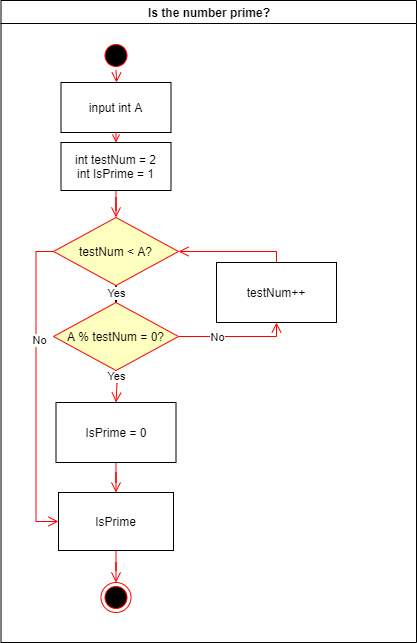 Is the number prime?
input int A
int testNum = 2
int IsPrime = 1
testNum < A?
testNum++
Yes
A % testNum = 0?
No
No
Yes
IsPrime = 0
IsPrime